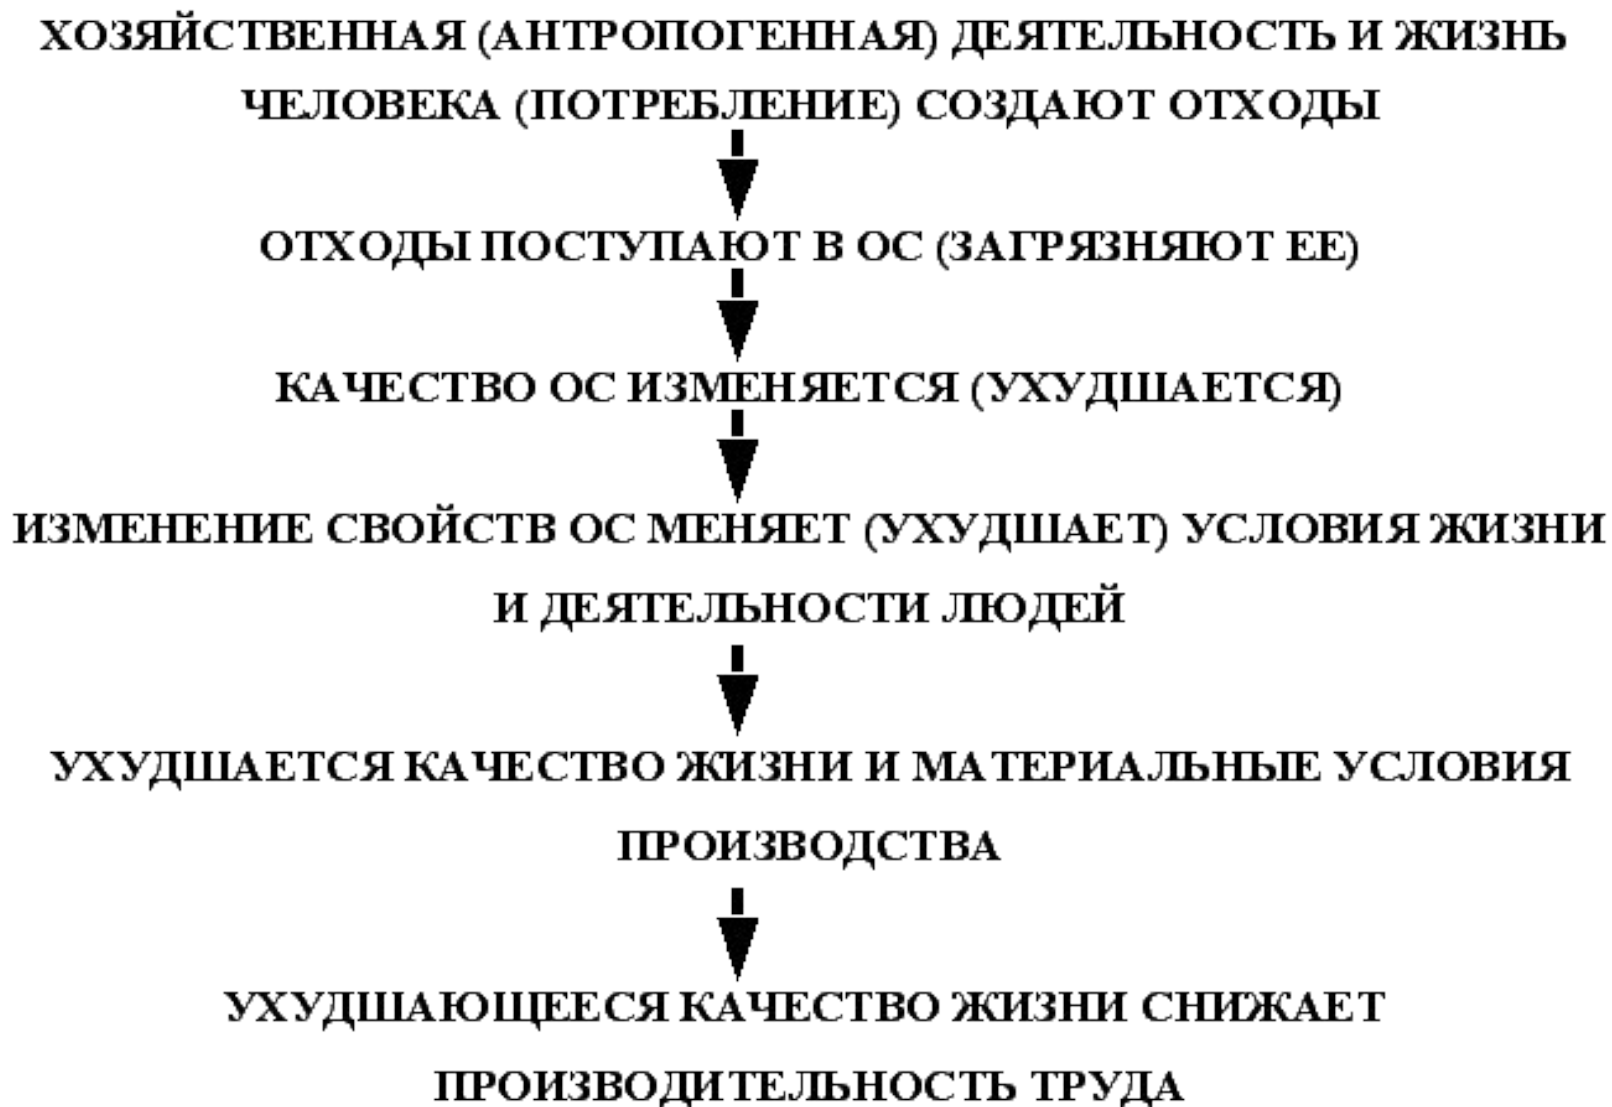 ХОЗЯЙСТВЕННАЯ (АНТРОПОГЕННАЯ) ДЕЯТЕЛЬНОСТЬ И ЖИЗНЬ
ЧЕЛОВЕКА (ПОТРЕБЛЕНИЕ) СОЗДАЮТ ОТХОДЫ
ОТХОДЫ ПОСТУПАЮТ В ОС (ЗАГРЯЗНЯЮТ ЕЕ)
КАЧЕСТВО ОС ИЗМЕНЯЕТСЯ (УХУДШАЕТСЯ)
ИЗМЕНЕНИЕ СВОЙСТВ ОС МЕНЯЕТ (УХУДШАЕТ) УСЛОВИЯ ЖИЗНИ
И ДЕЯТЕЛЬНОСТИ ЛЮДЕЙ
УХУДШАЕТСЯ КАЧЕСТВО ЖИЗНИ И МАТЕРИАЛЬНЫЕ УСЛОВИЯ
ПРОИЗВОДСТВА
УХУДШАЮЩЕЕСЯ КАЧЕСТВО ЖИЗНИ СНИЖАЕТ
ПРОИЗВОДИТЕЛЬНОСТЬ ТРУДА